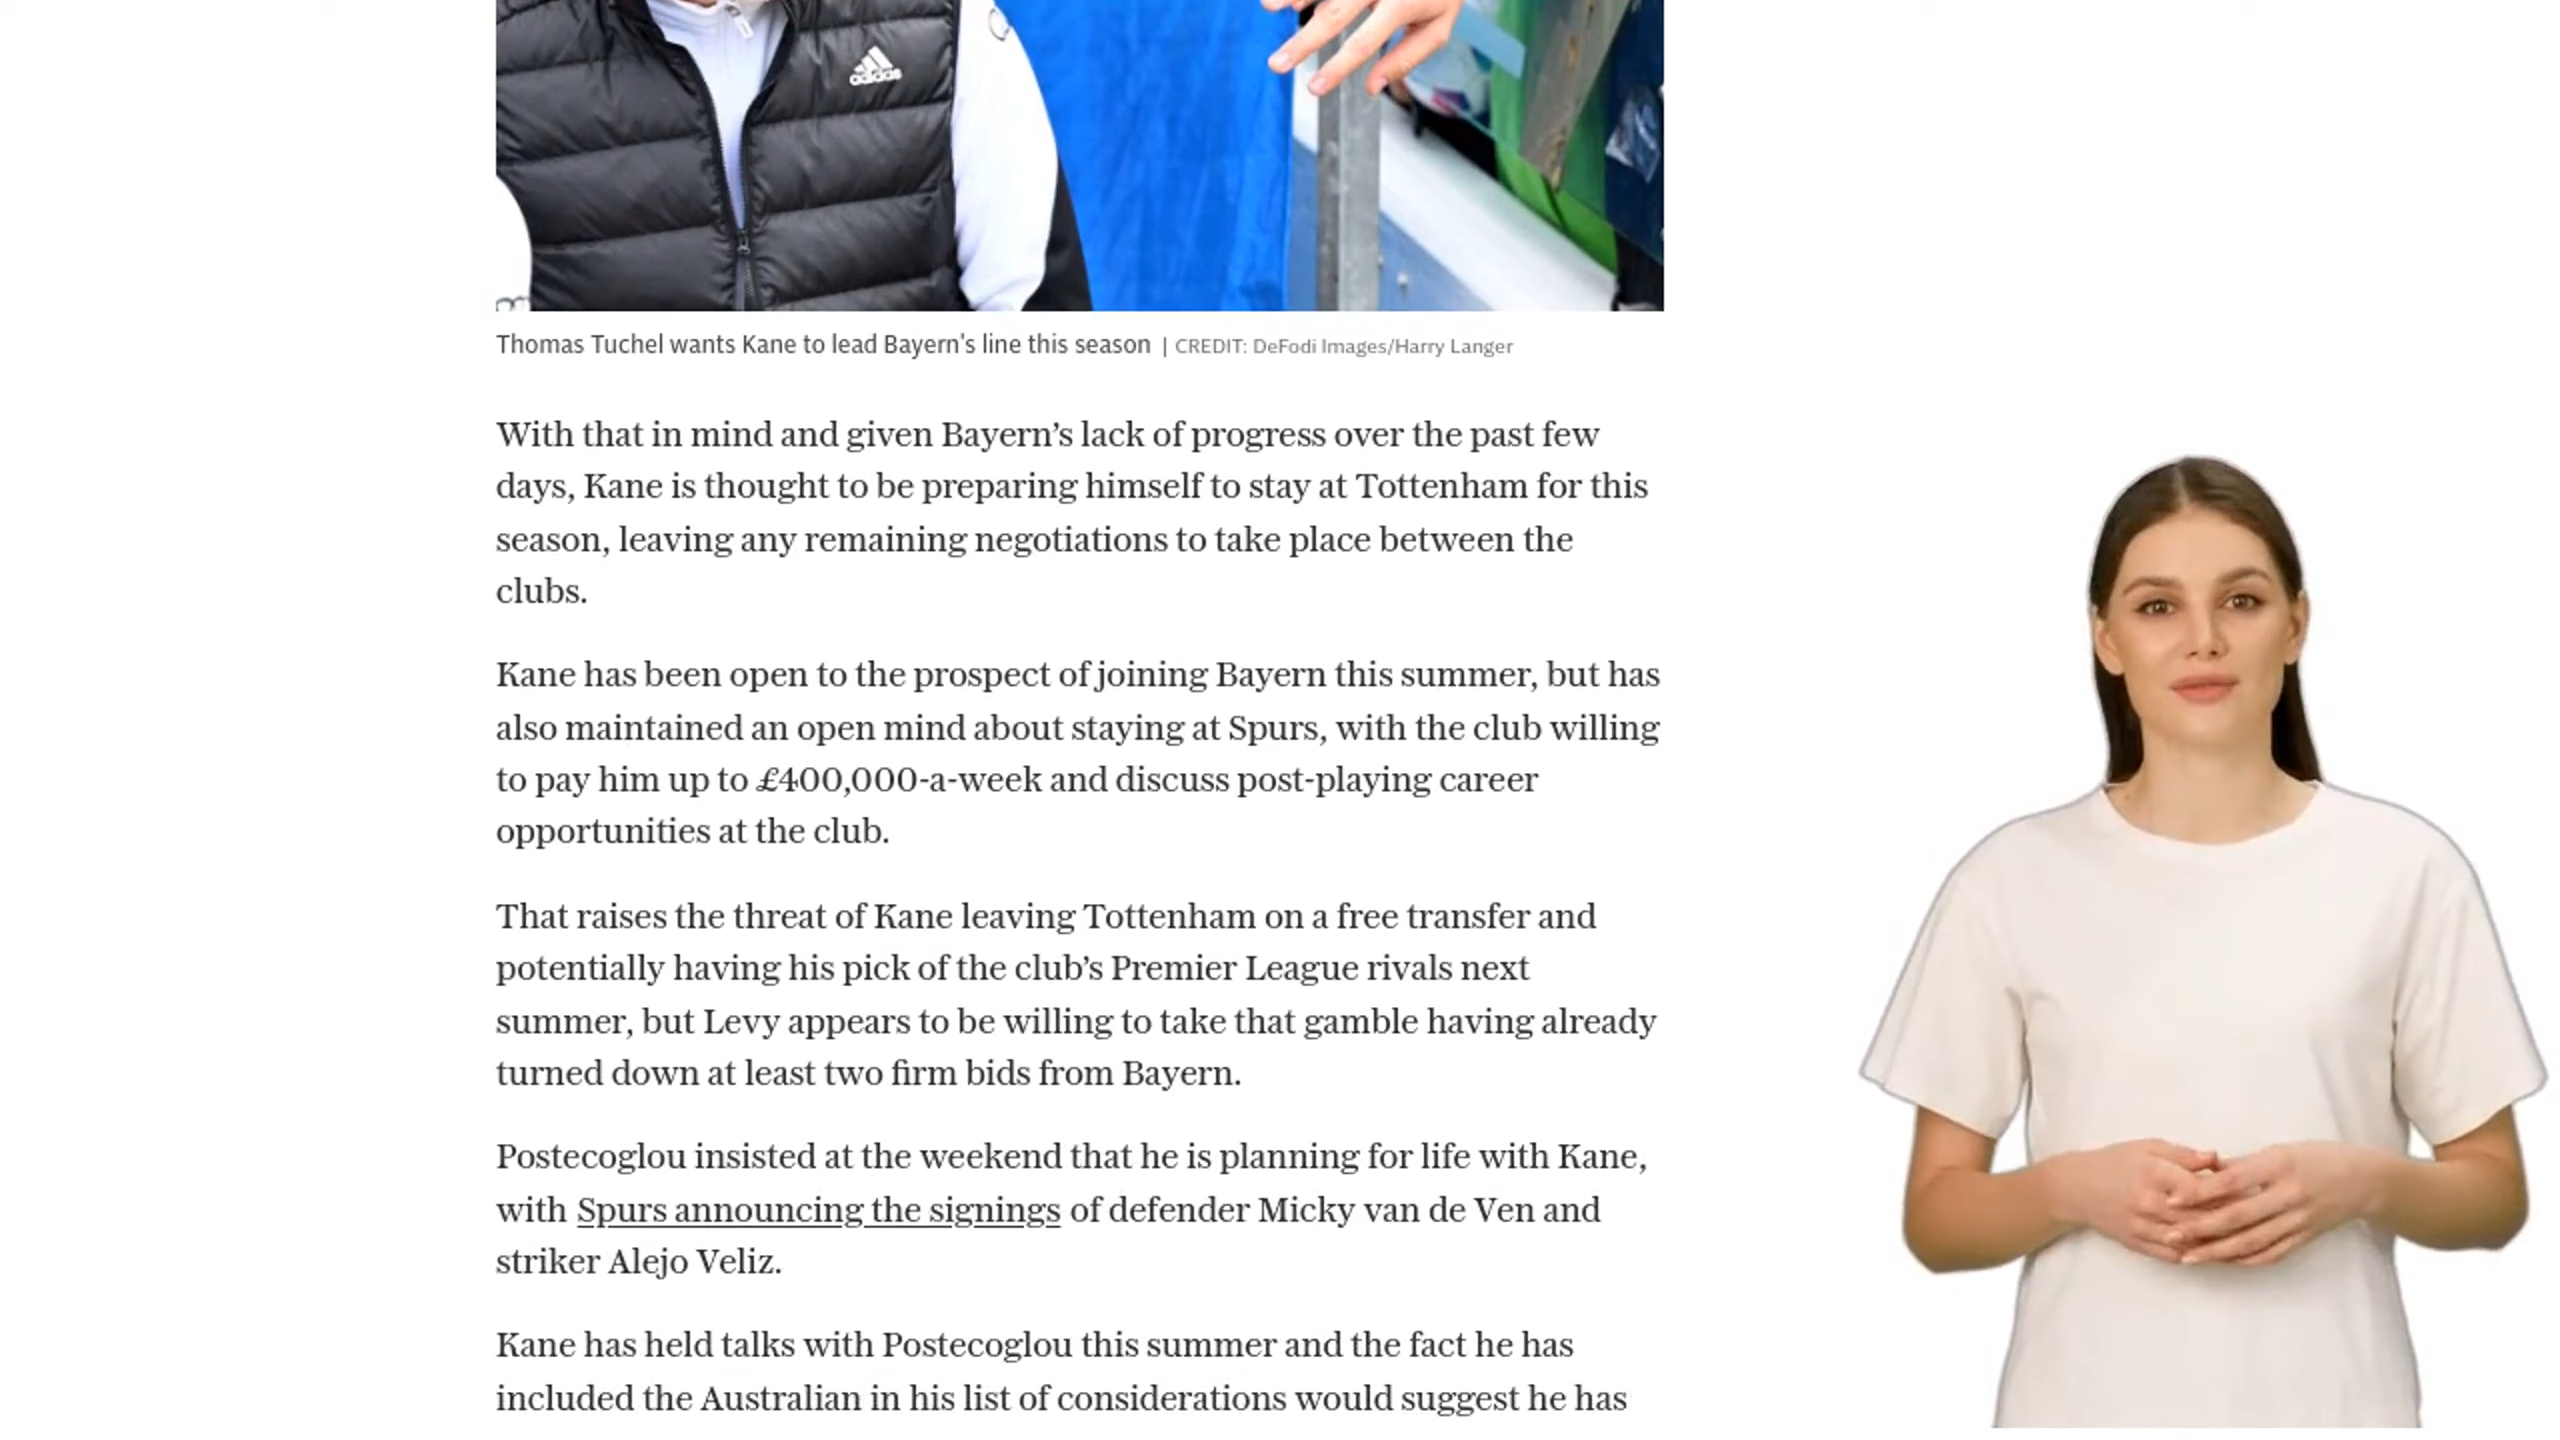 adidas
Thomas Tuchel wants Kane to lead Bayern's line this season | CREDIT: DeFodi Images/Harry Langer
With that in mind and given Bayern’s lack of progress over the past few
days, Kane is thought to be preparing himself to stay at Tottenham for this
season, leaving any remaining negotiations to take place between the
clubs.
Kane has been open to the prospect of joining Bayern this summer, but has
also maintained an open mind about staying at Spurs, with the club willing
to pay him up to £400,000-a-week and discuss post-playing career
opportunities at the club.
That raises the threat of Kane leaving Tottenham on a free transfer and
potentially having his pick of the club’s Premier League rivals next
summer, but Levy appears to be willing to take that gamble having already
turned down at least two firm bids from Bayern.
Postecoglou insisted at the weekend that he is planning for life with Kane,
with Spurs announcing the signings of defender Micky van de Ven and
striker Alejo Veliz.
Kane has held talks with Postecoglou this summer and the fact he has
included the Australian in his list of considerations would suggest he has